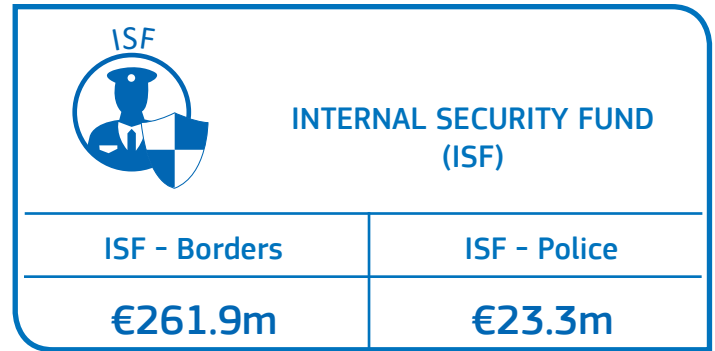 ISF
INTERNAL SECURITY FUND
(ISF)
ISF - Borders
ISF - Police
€261.9m
€23.3m